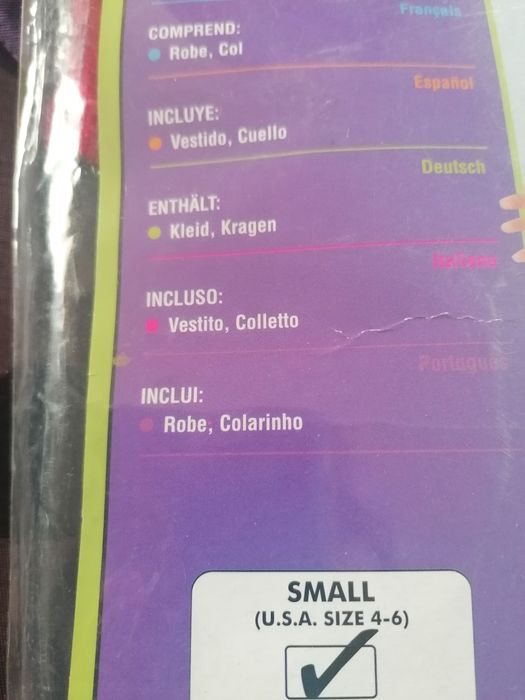 Français
COMPREND:
Robe, Col
Español
INCLUYE:
Vestido, Cuello
Deutsch
ENTHÄLT:
Kleid, Kragen
Italiano
INCLUSO:
Vestito, Colletto
Portugues
INCLUI:
Robe, Colarinho
SMALL
(U.S.A. SIZE 4-6)